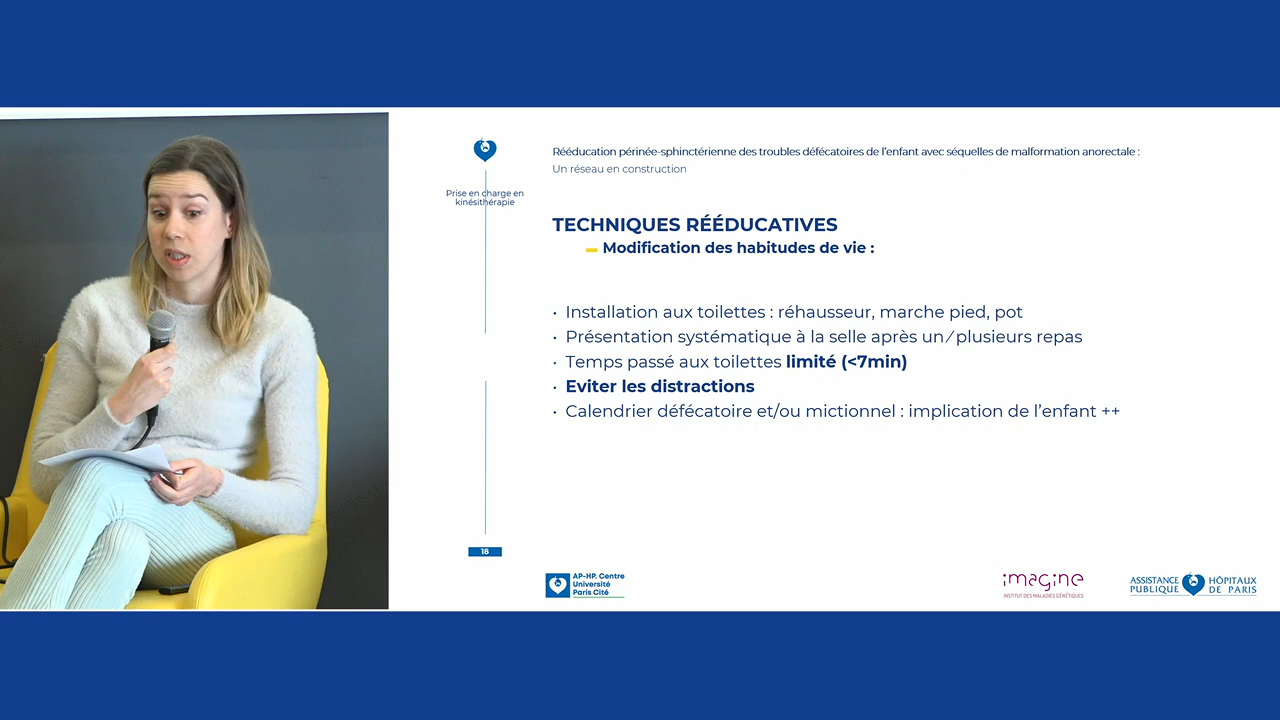 Rééducation périnée-sphinctérienne des troubles défécatoires de l'enfant avec séquelles de malformation anorectale :
Un réseau en construction
Prise en charge en
kinésithérapie
TECHNIQUES RÉÉDUCATIVES
Modification des habitudes de vie :
• Installation aux toilettes : réhausseur, marche pied, pot
• Présentation systématique à la selle après un/plusieurs repas
• Temps passé aux toilettes limité (<7min)
• Eviter les distractions
• Calendrier défécatoire et/ou mictionnel : implication de l'enfant ++
18
AP-HP. Centre
Université
Paris Cité
imagine
INSTITUT DES MALADIES GÉNÉTIQUES
ASSISTANCE PUBLIQUE
HÔPITAUX DE PARIS